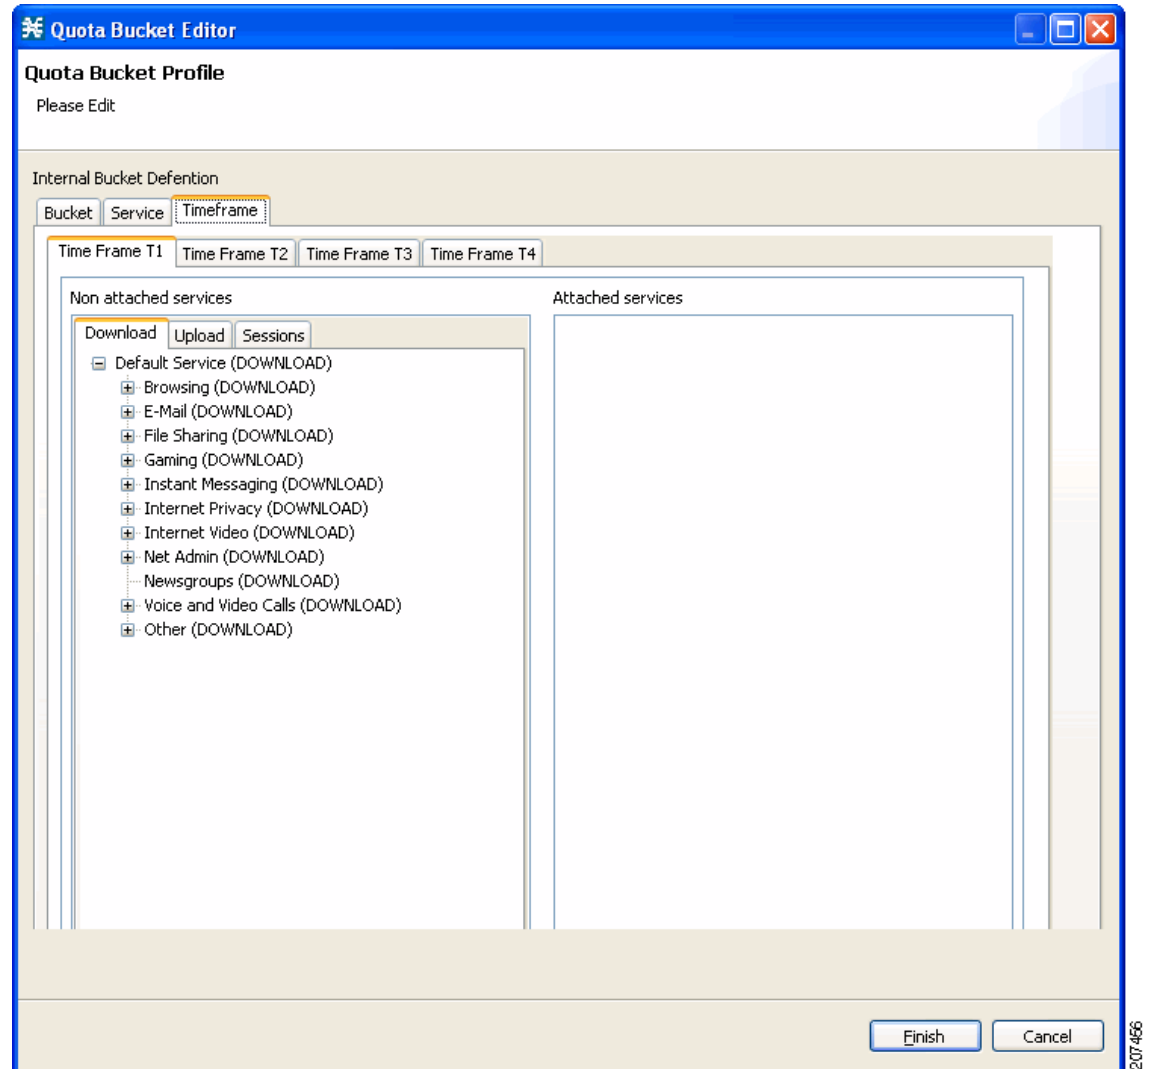 Quota Bucket Editor
Quota Bucket Profile
Please Edit
Internal Bucket Defention
Bucket Service Timeframe
Time Frame T1 Time Frame T2 Time Frame T3 Time Frame T4
Non attached services
Attached services
Download Upload Sessions
Default Service (DOWNLOAD)
Browsing (DOWNLOAD)
E-Mail (DOWNLOAD)
File Sharing (DOWNLOAD)
Gaming (DOWNLOAD)
Instant Messaging (DOWNLOAD)
Internet Privacy (DOWNLOAD)
Internet Video (DOWNLOAD)
Net Admin (DOWNLOAD)
Newsgroups (DOWNLOAD)
Voice and Video Calls (DOWNLOAD)
Other (DOWNLOAD)
Finish Cancel
207456